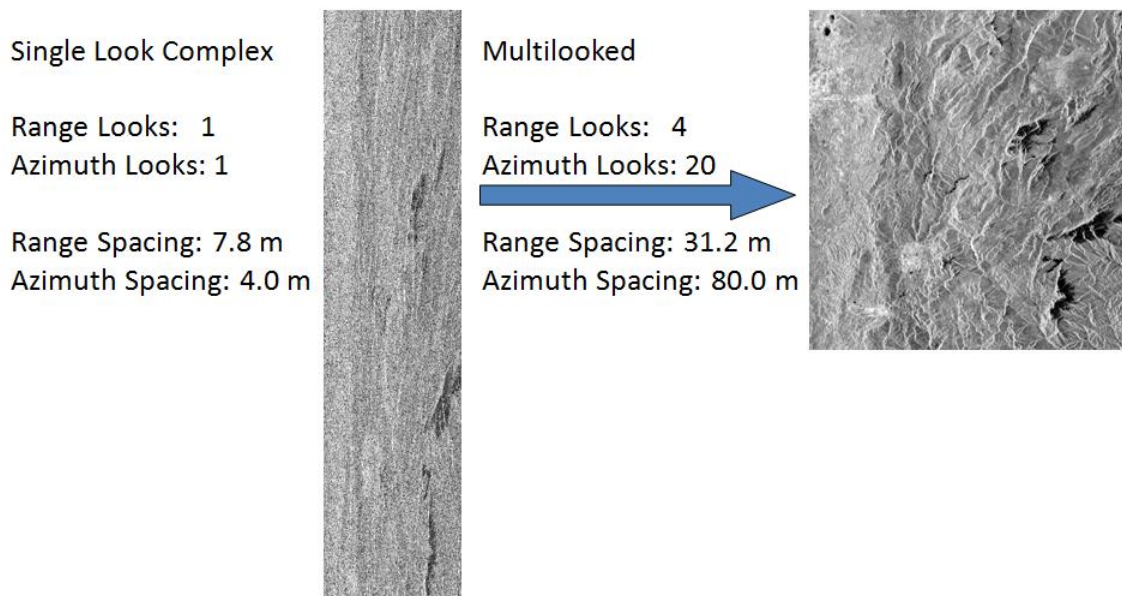 Single Look Complex
Range Looks: 1
Azimuth Looks: 1
Range Spacing: 7.8 m
Azimuth Spacing: 4.0 m
Multilooked
Range Looks: 4
Azimuth Looks: 20
Range Spacing: 31.2 m
Azimuth Spacing: 80.0 m